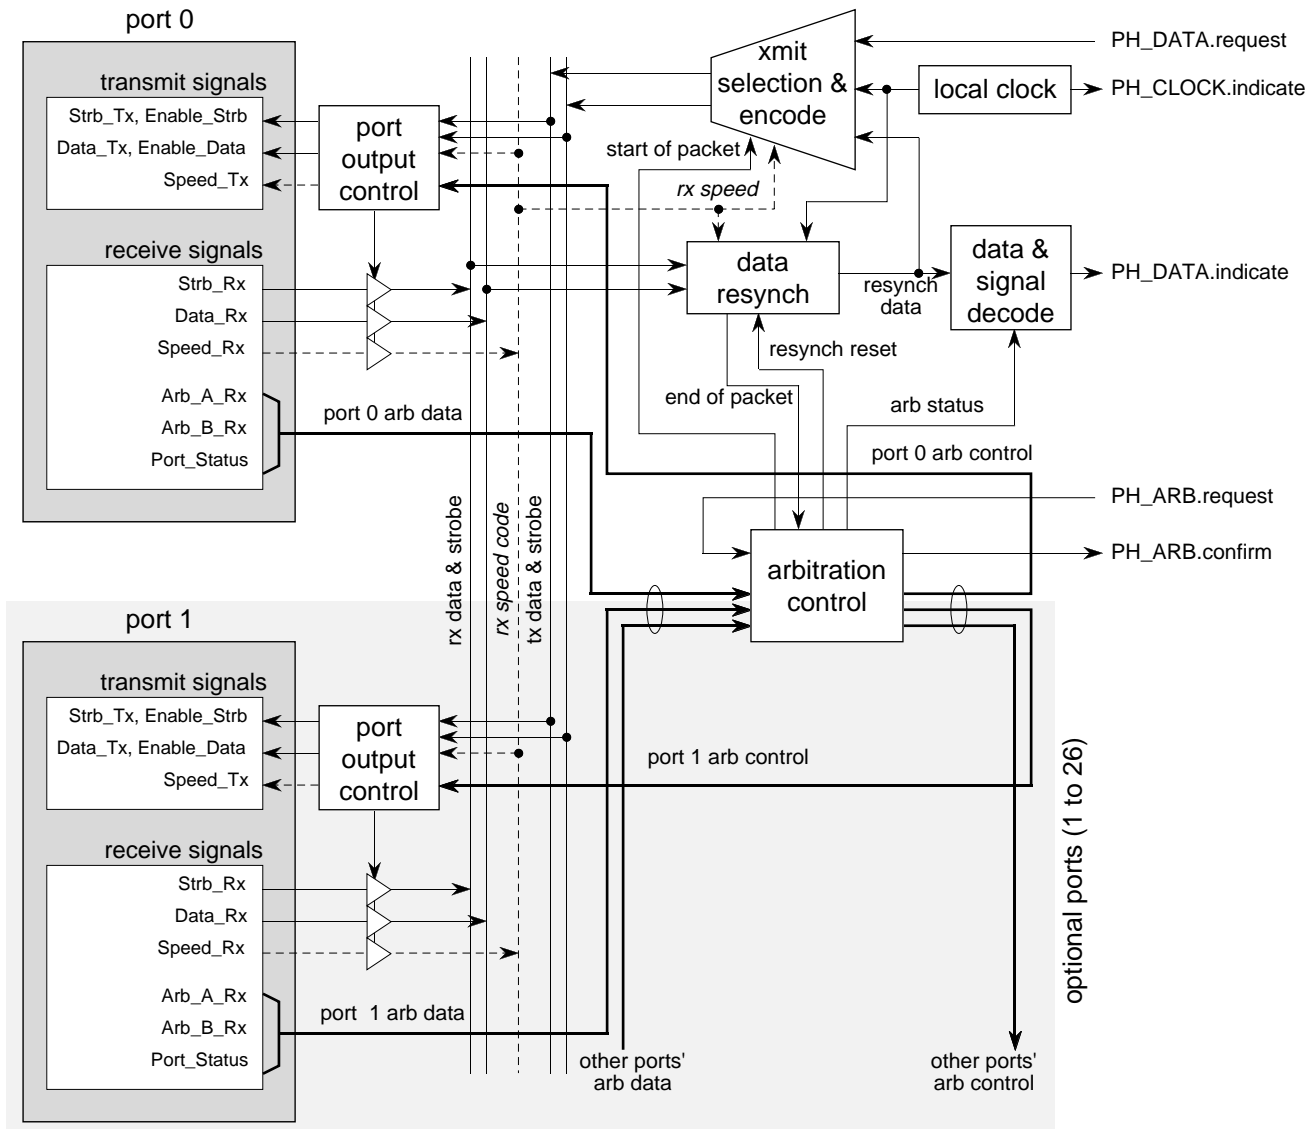 port 0
transmit signals
Strb_Tx, Enable_Strb
Data_Tx, Enable_Data
Speed_Tx
port
output
control
receive signals
Strb_Rx
Data_Rx
Speed_Rx
Arb_A_Rx
Arb_B_Rx
Port_Status
port 0 arb data
xmit
selection &
encode
PH_DATA.request
local clock
PH_CLOCK.indicate
start of packet
rx speed
data
resynch
resynch
data
data &
signal
decode
PH_DATA.indicate
resynch reset
end of packet
arb status
port 0 arb control
PH_ARB.request
arbitration
control
PH_ARB.confirm
rx data & strobe
rx speed code
tx data & strobe
port 1
transmit signals
Strb_Tx, Enable_Strb
Data_Tx, Enable_Data
Speed_Tx
port
output
control
port 1 arb control
receive signals
Strb_Rx
Data_Rx
Speed_Rx
Arb_A_Rx
Arb_B_Rx
Port_Status
port 1 arb data
other ports'
arb data
other ports'
arb control
optional ports (1 to 26)